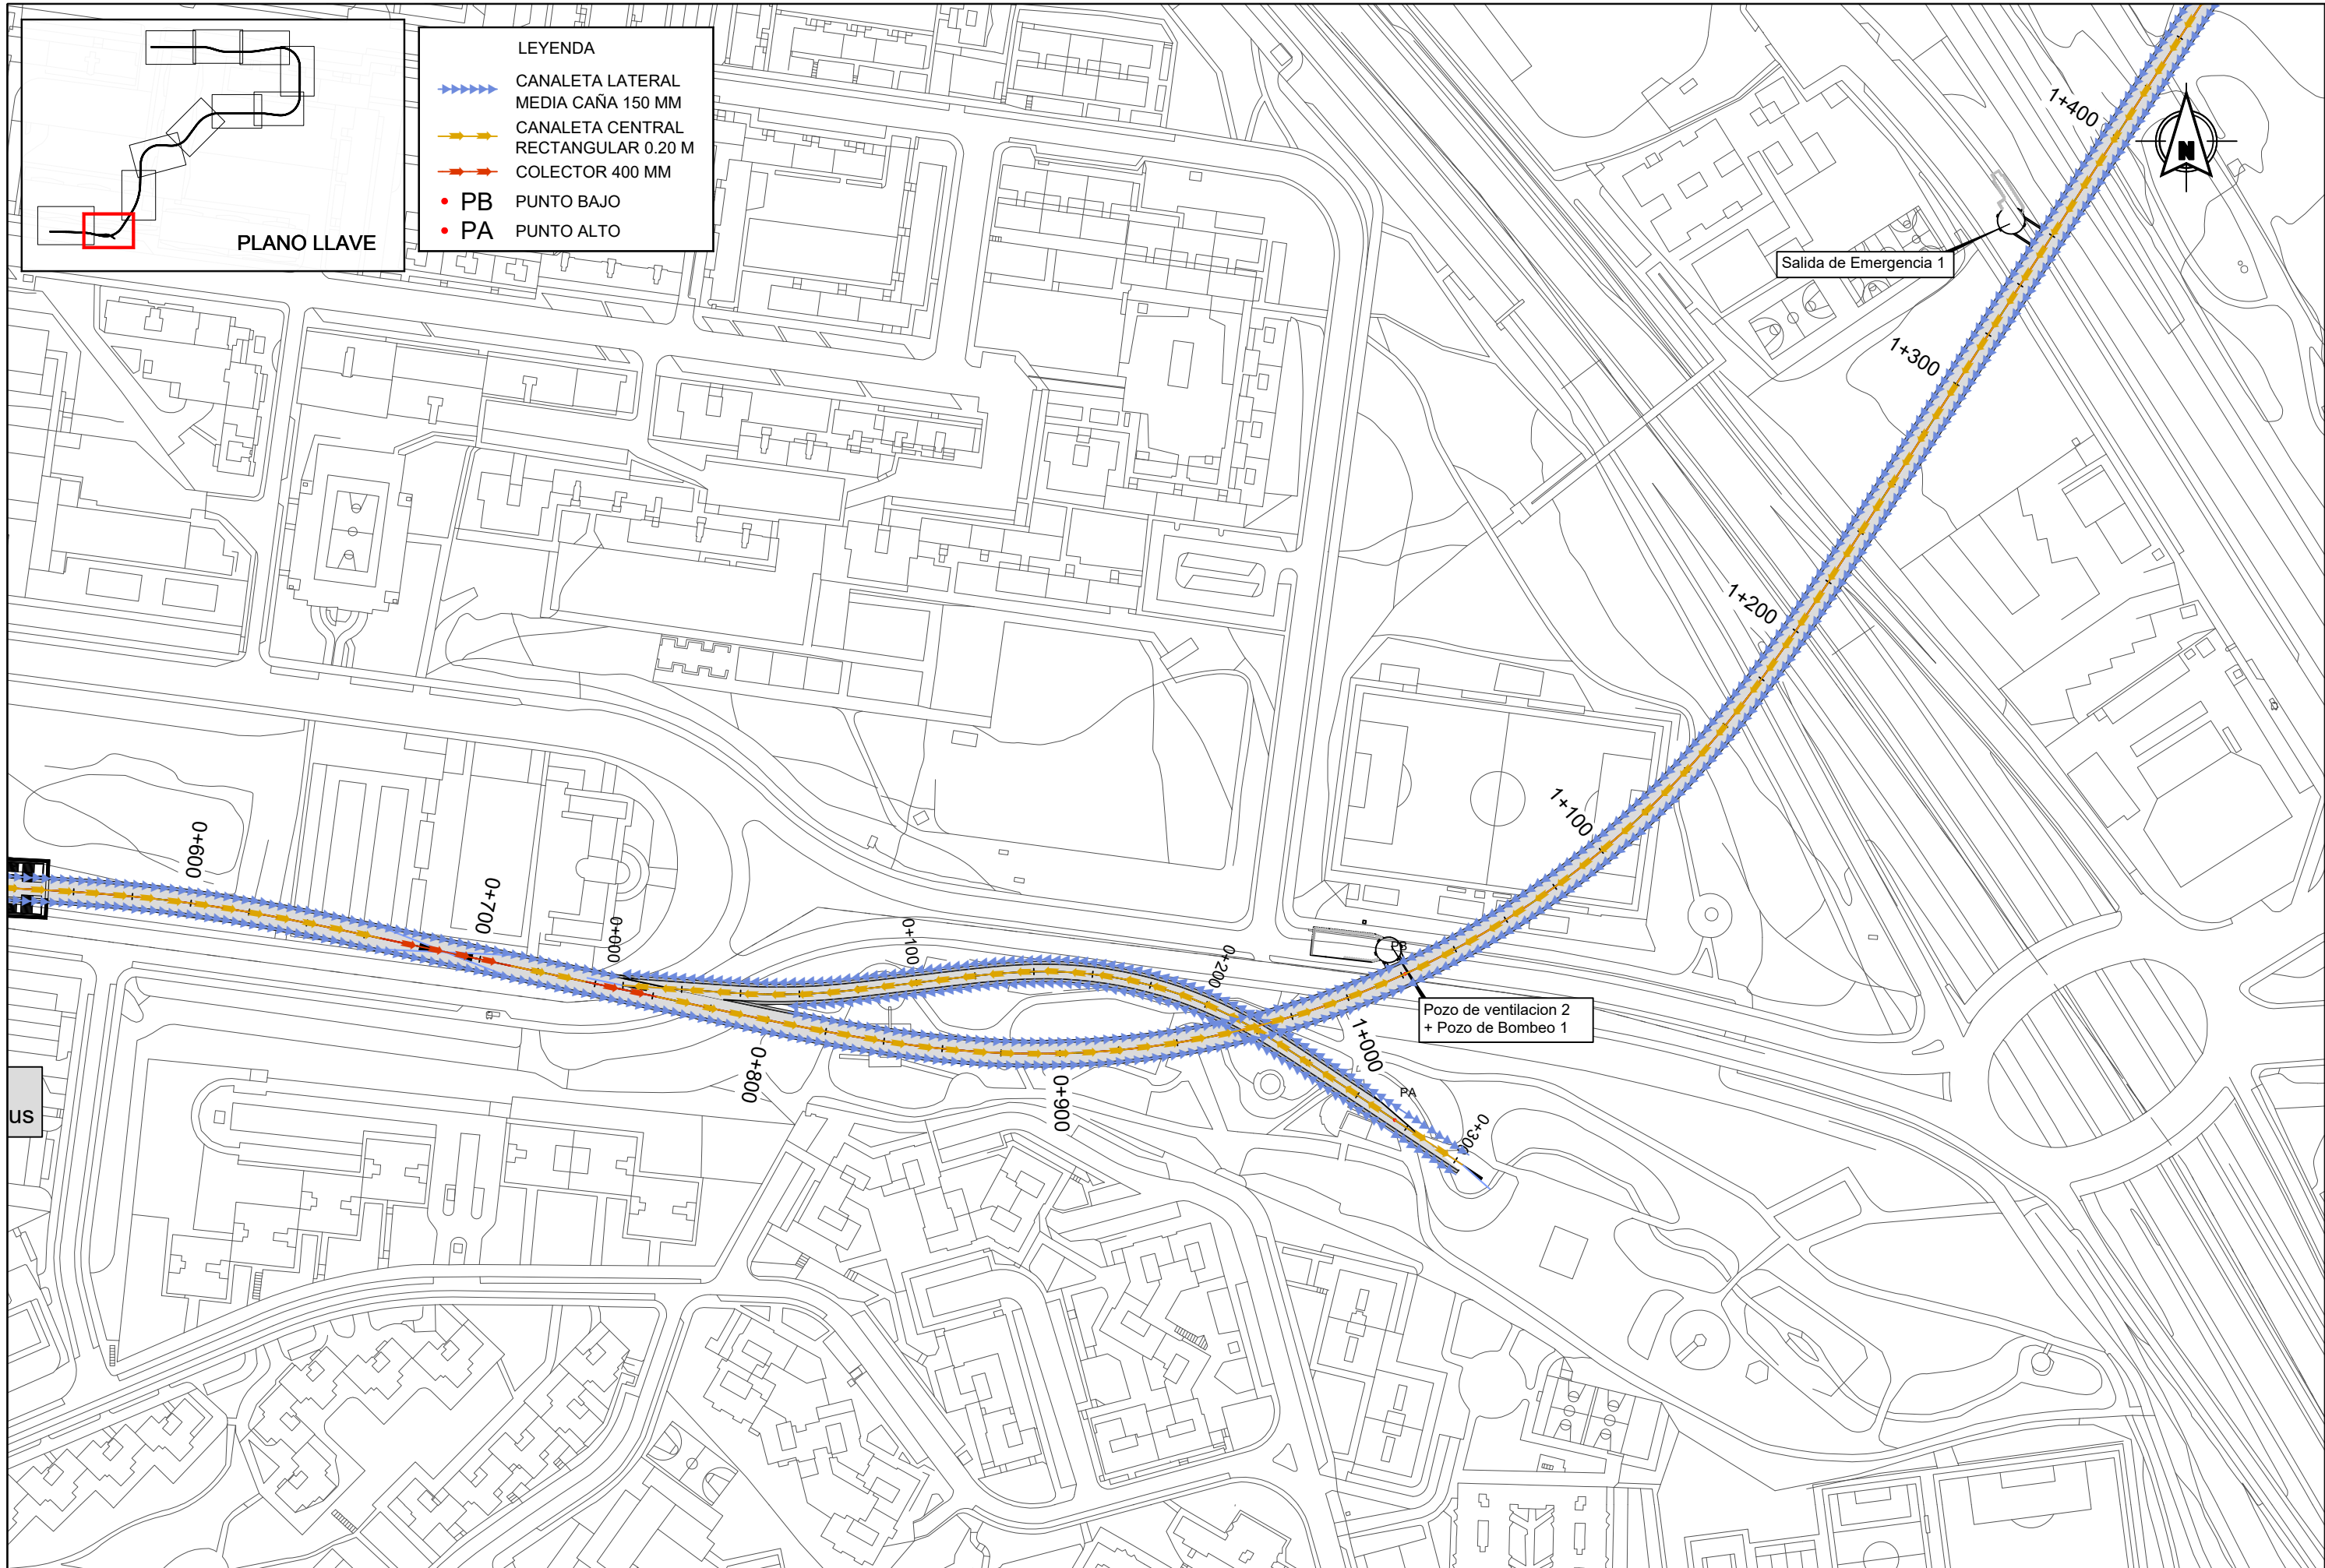 PLANO LLAVE
LEYENDA
CANALETA LATERAL
MEDIA CAÑA 150 MM
CANALETA CENTRAL
RECTANGULAR 0.20 M
COLECTOR 400 MM
PB PUNTO BAJO
PA PUNTO ALTO
N
1+400
Salida de Emergencia 1
1+300
1+200
1+100
0+600
0+700
0+000
0+100
0+200
PB
Pozo de ventilacion 2
+ Pozo de Bombeo 1
1+000
0+800
0+900
PA
0+300
us